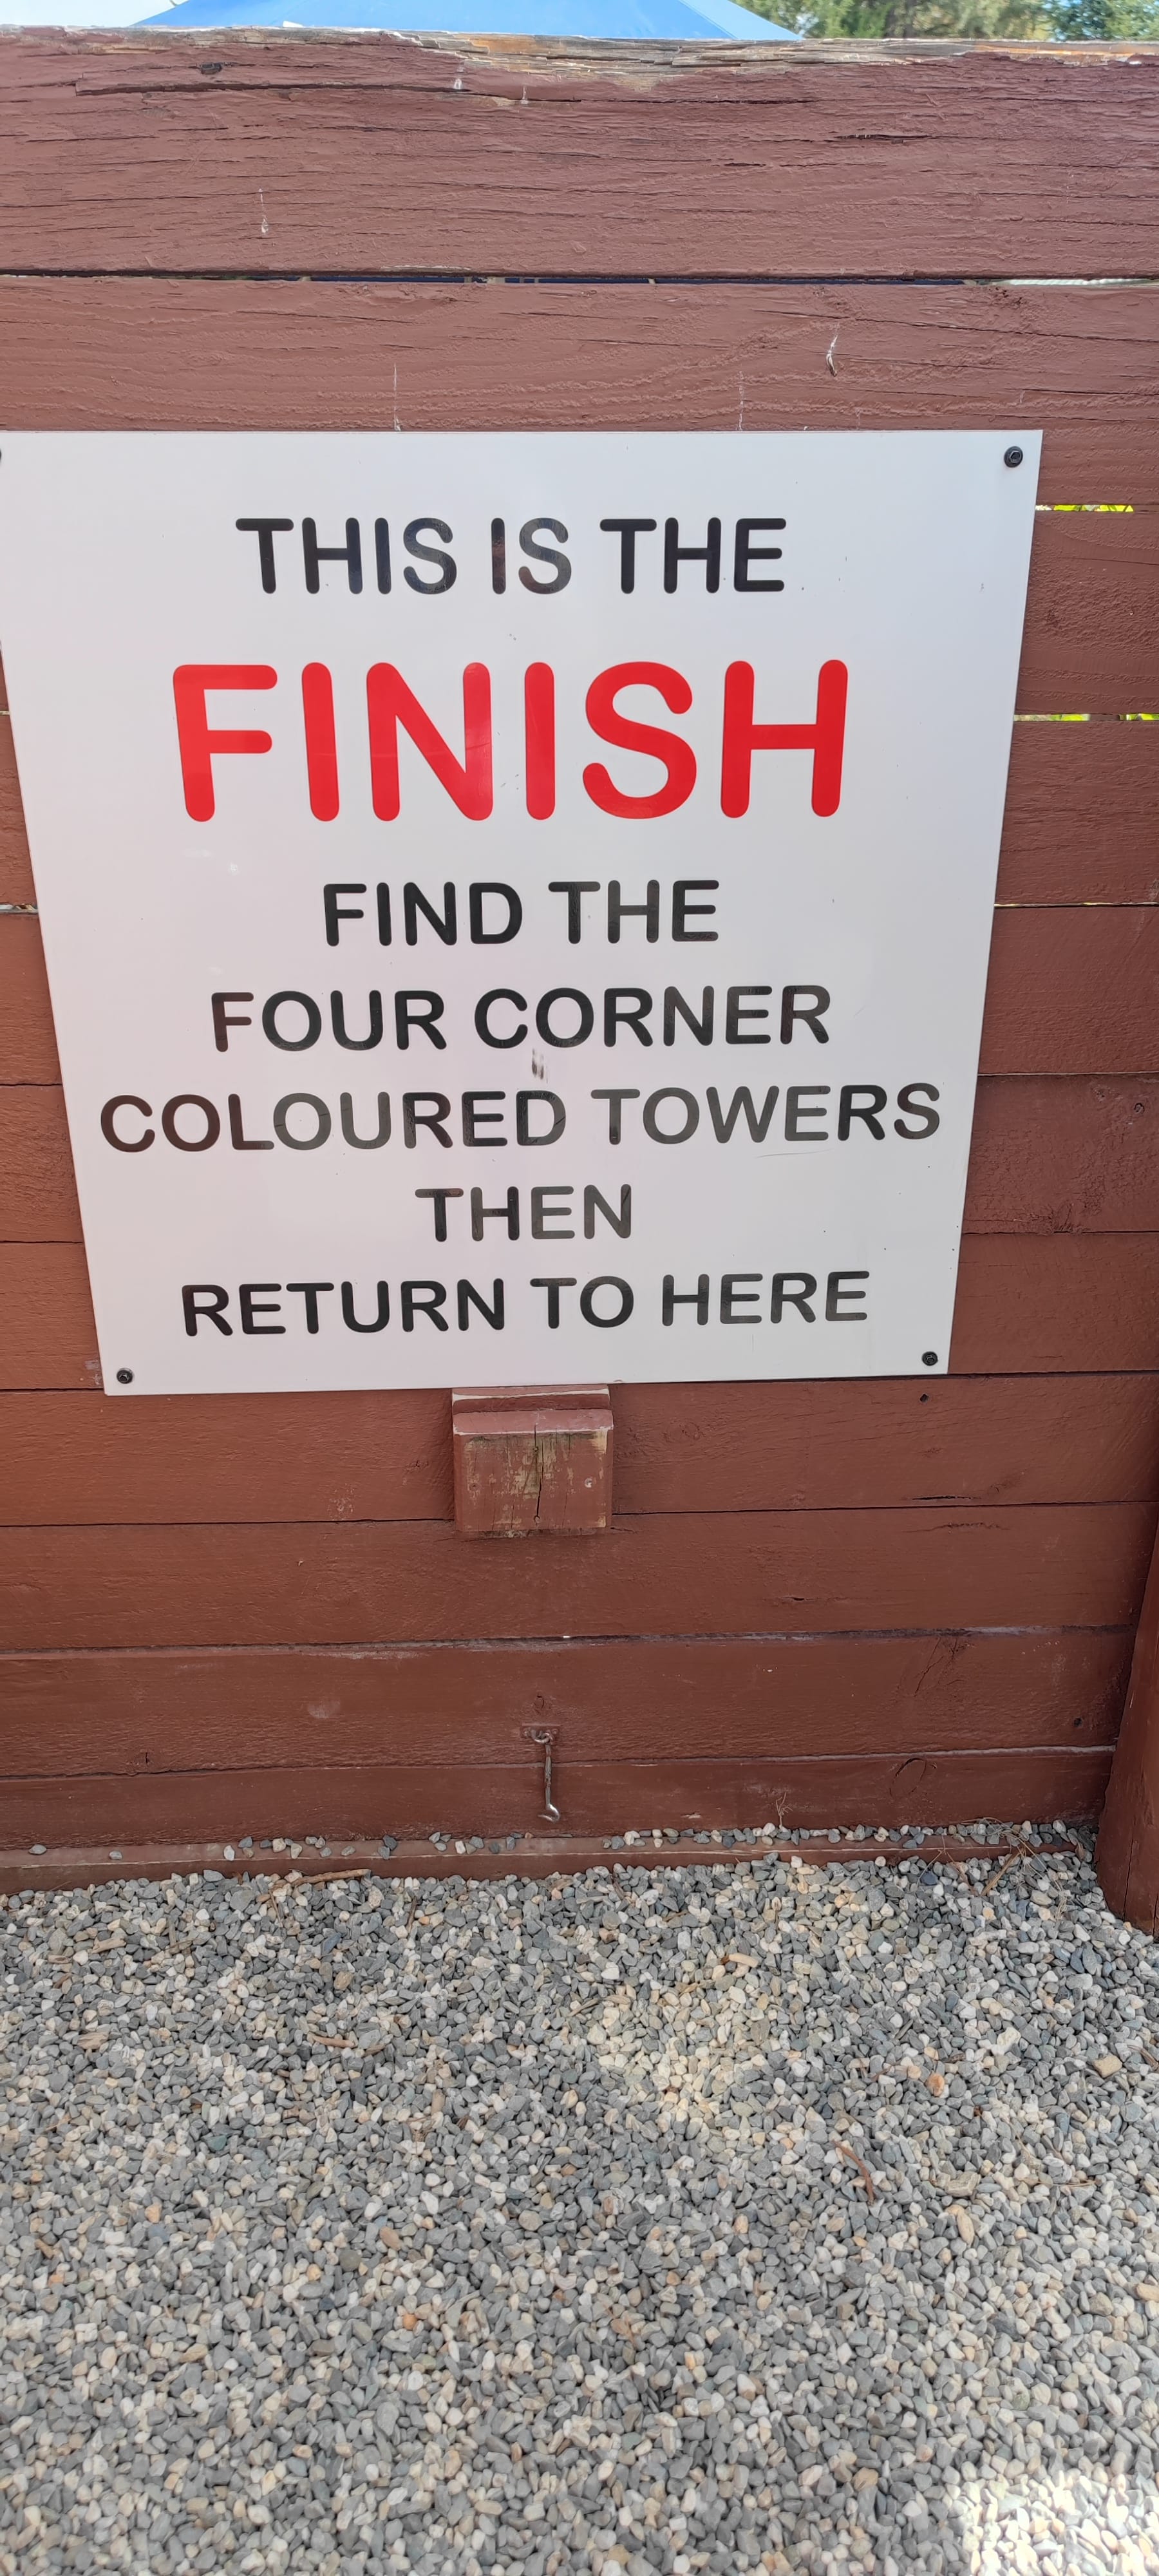 THIS IS THE
FINISH
FIND THE
FOUR CORNER
COLOURED TOWERS
THEN
RETURN TO HERE